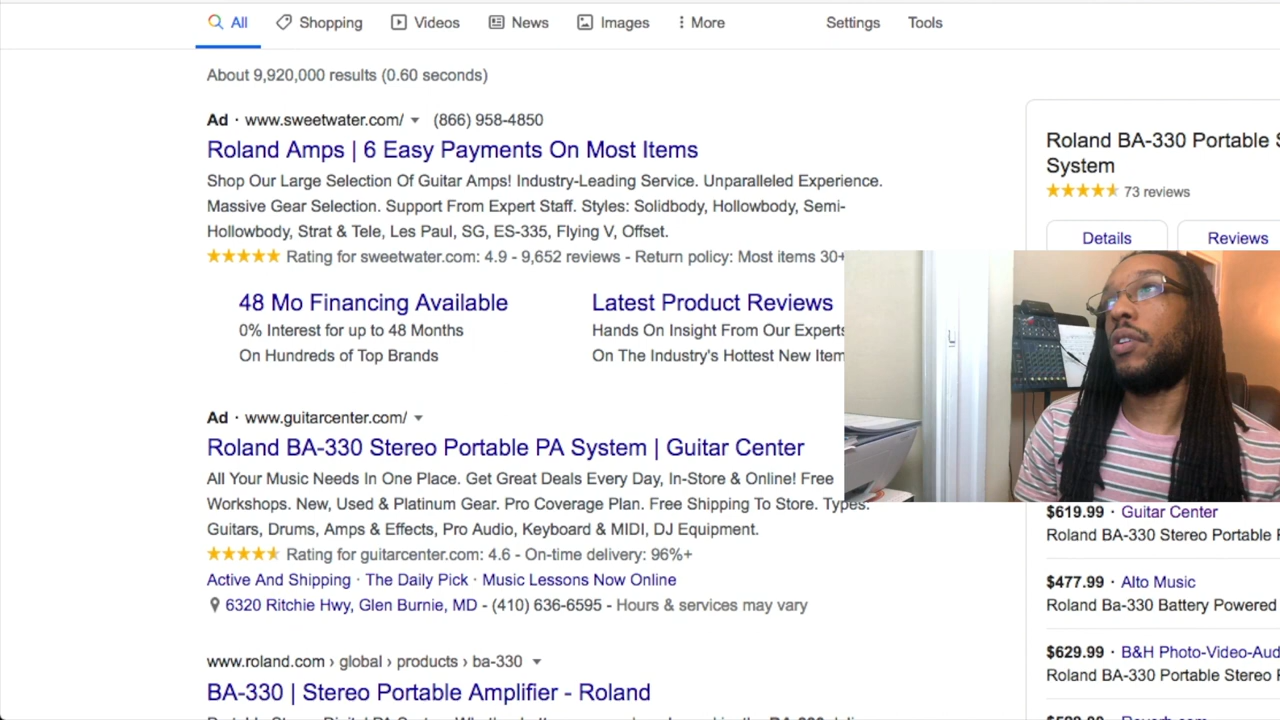 All Shopping Videos News Images More Settings Tools
About 9,920,000 results (0.60 seconds)
Ad · www.sweetwater.com/ (866) 958-4850
Roland Amps | 6 Easy Payments On Most Items
Shop Our Large Selection Of Guitar Amps! Industry-Leading Service. Unparalleled Experience.
Massive Gear Selection. Support From Expert Staff. Styles: Solidbody, Hollowbody, Semi-
Hollowbody, Strat & Tele, Les Paul, SG, ES-335, Flying V, Offset.
Rating for sweetwater.com: 4.9 - 9,652 reviews - Return policy: Most items 30+
48 Mo Financing Available
0% Interest for up to 48 Months
On Hundreds of Top Brands
Latest Product Reviews
Hands On Insight From Our Experts
On The Industry's Hottest New Item
Ad · www.guitarcenter.com/
Roland BA-330 Stereo Portable PA System | Guitar Center
All Your Music Needs In One Place. Get Great Deals Every Day, In-Store & Online! Free
Workshops. New, Used & Platinum Gear. Pro Coverage Plan. Free Shipping To Store. Types:
Guitars, Drums, Amps & Effects, Pro Audio, Keyboard & MIDI, DJ Equipment.
Rating for guitarcenter.com: 4.6 - On-time delivery: 96%+
Active And Shipping · The Daily Pick · Music Lessons Now Online
6320 Ritchie Hwy, Glen Burnie, MD - (410) 636-6595 - Hours & services may vary
www.roland.com › global › products › ba-330
BA-330 | Stereo Portable Amplifier - Roland
Roland BA-330 Portable S
System
73 reviews
Details Reviews
$619.99 · Guitar Center
Roland BA-330 Stereo Portable P
$477.99 · Alto Music
Roland Ba-330 Battery Powered
$629.99 · B&H Photo-Video-Aud
Roland BA-330 Portable Stereo P